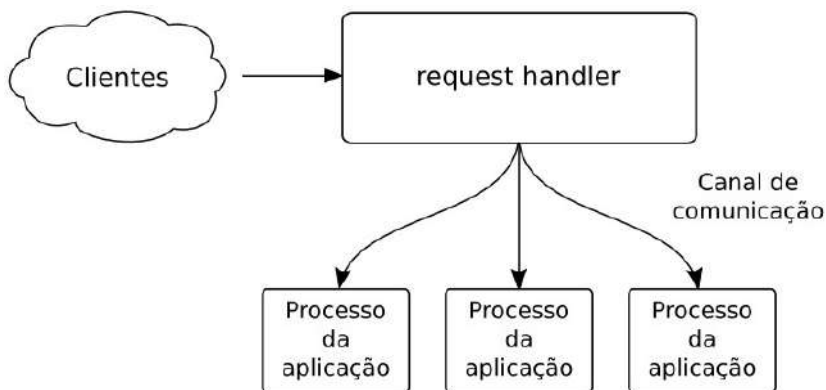 Clientes
request handler
Canal de
comunicação
Processo
da
aplicação
Processo
da
aplicação
Processo
da
aplicação